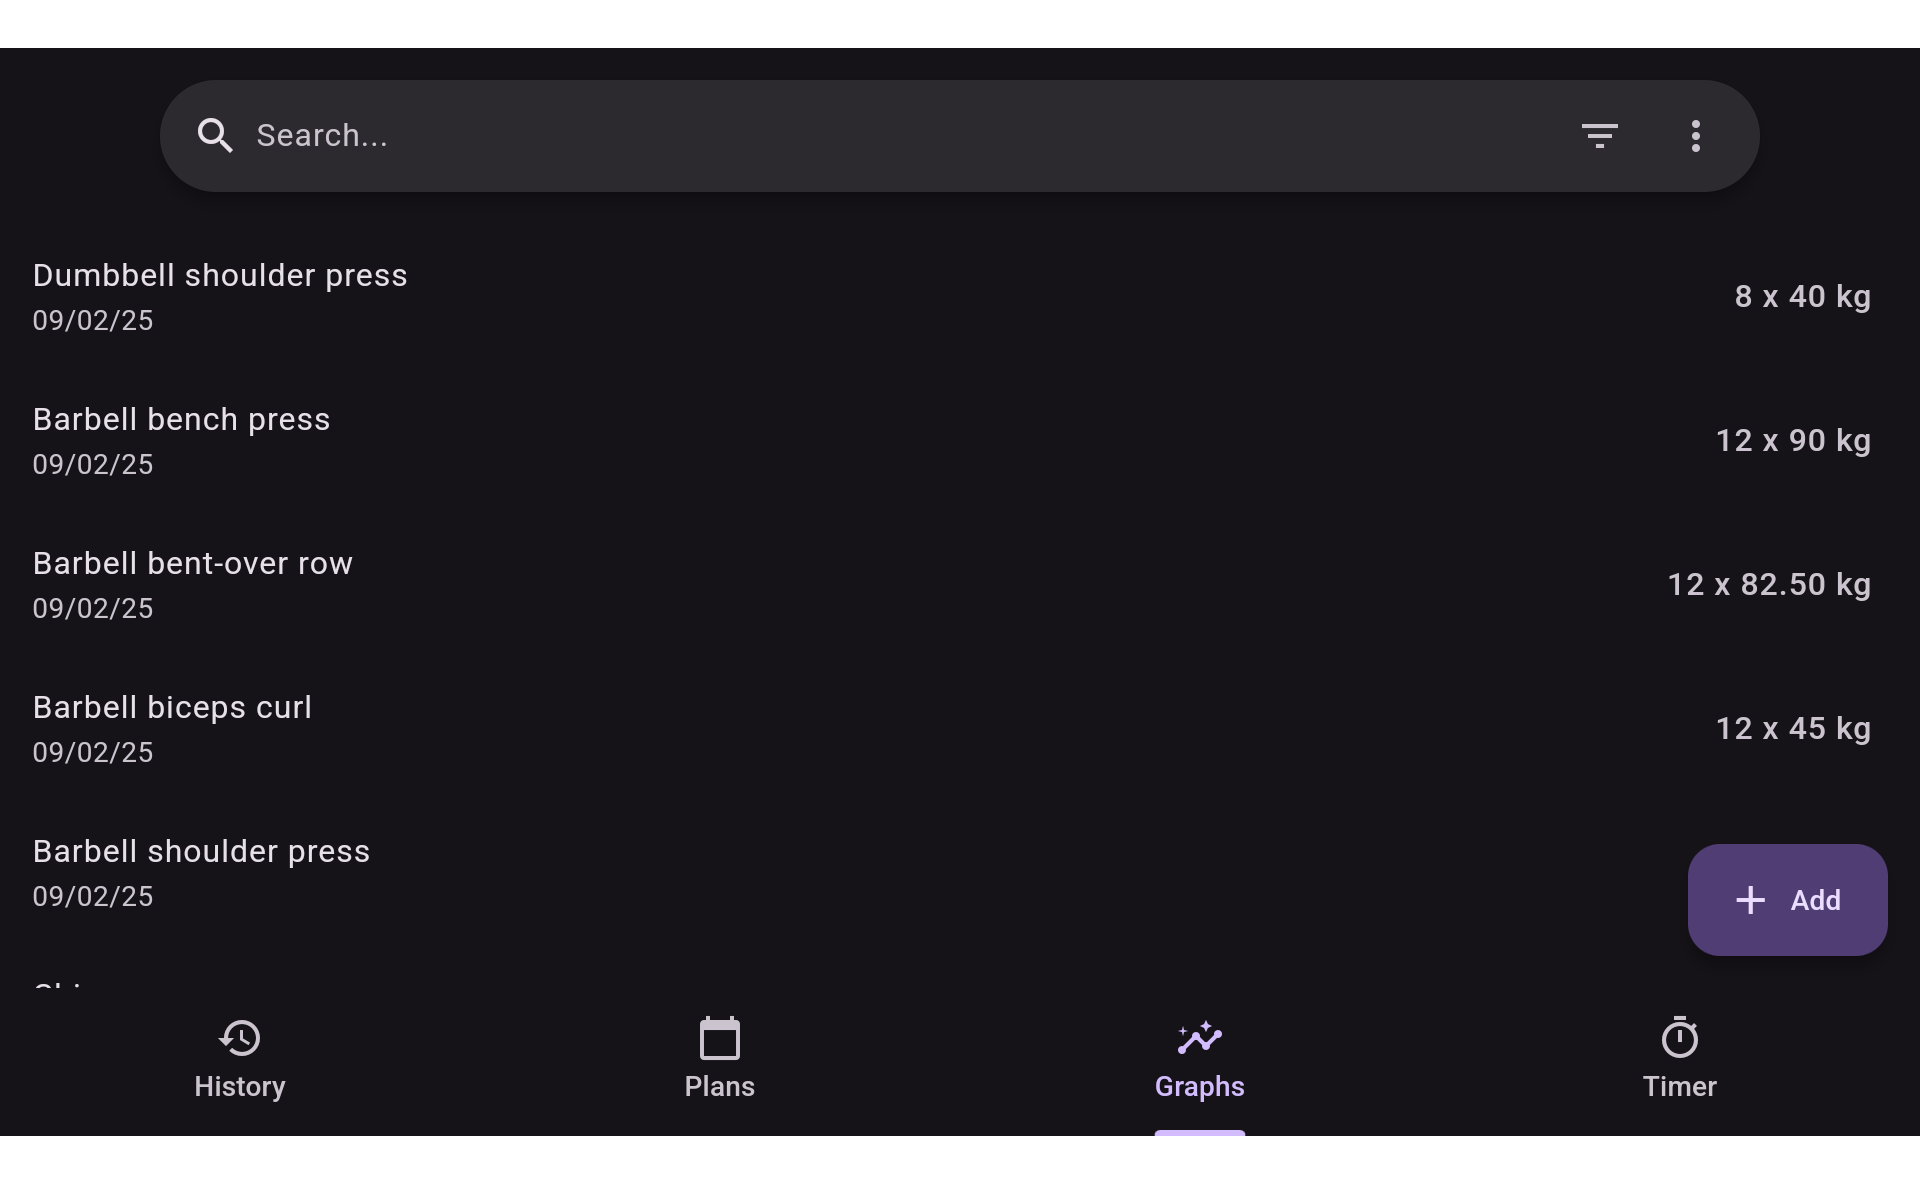 Search...
Dumbbell shoulder press
09/02/25
8 x 40 kg
Barbell bench press
09/02/25
12 x 90 kg
Barbell bent-over row
09/02/25
12 x 82.50 kg
Barbell biceps curl
09/02/25
12 x 45 kg
Barbell shoulder press
09/02/25
Add
History
Plans
Graphs
Timer